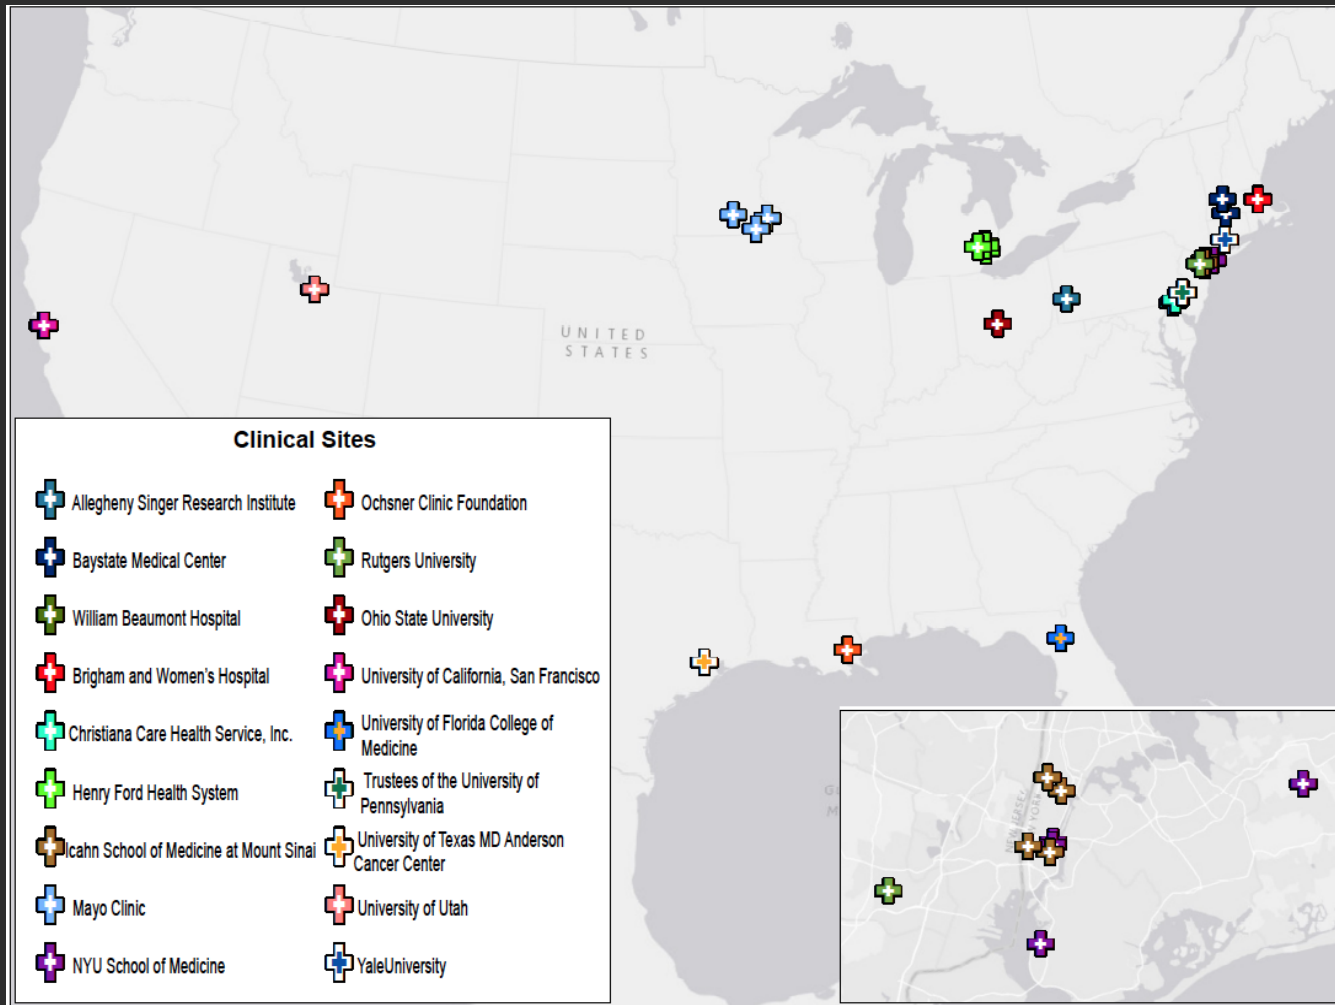 UNITED
STATES
Clinical Sites
Allegheny Singer Research Institute
Baystate Medical Center
William Beaumont Hospital
Brigham and Women's Hospital
Christiana Care Health Service, Inc.
Henry Ford Health System
Icahn School of Medicine at Mount Sinai
Mayo Clinic
NYU School of Medicine
Ochsner Clinic Foundation
Rutgers University
Ohio State University
University of California, San Francisco
University of Florida College of
Medicine
Trustees of the University of
Pennsylvania
University of Texas MD Anderson
Cancer Center
University of Utah
YaleUniversity